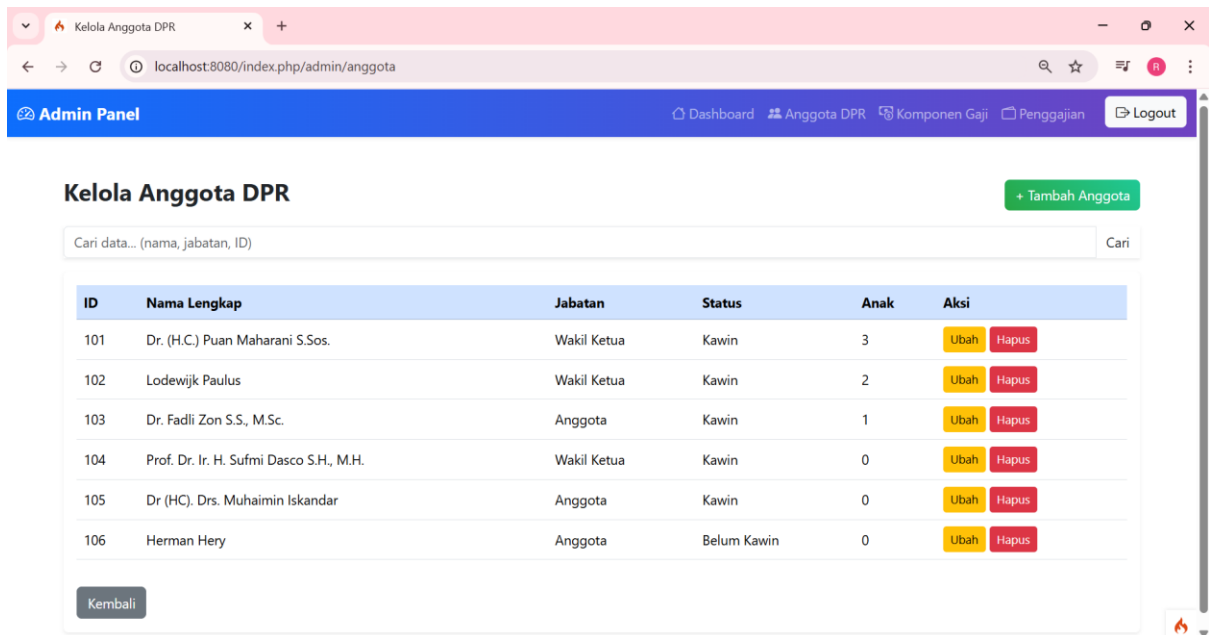 Kelola Anggota DPR
localhost:8080/index.php/admin/anggota
R
Admin Panel
Dashboard Anggota DPR Komponen Gaji Penggajian Logout
Kelola Anggota DPR
+ Tambah Anggota
Cari data... (nama, jabatan, ID) Cari
ID Nama Lengkap Jabatan Status Anak Aksi
101 Dr. (H.C.) Puan Maharani S.Sos. Wakil Ketua Kawin 3 Ubah Hapus
102 Lodewijk Paulus Wakil Ketua Kawin 2 Ubah Hapus
103 Dr. Fadli Zon S.S., M.Sc. Anggota Kawin 1 Ubah Hapus
104 Prof. Dr. Ir. H. Sufmi Dasco S.H., M.H. Wakil Ketua Kawin 0 Ubah Hapus
105 Dr (HC). Drs. Muhaimin Iskandar Anggota Kawin 0 Ubah Hapus
106 Herman Hery Anggota Belum Kawin 0 Ubah Hapus
Kembali